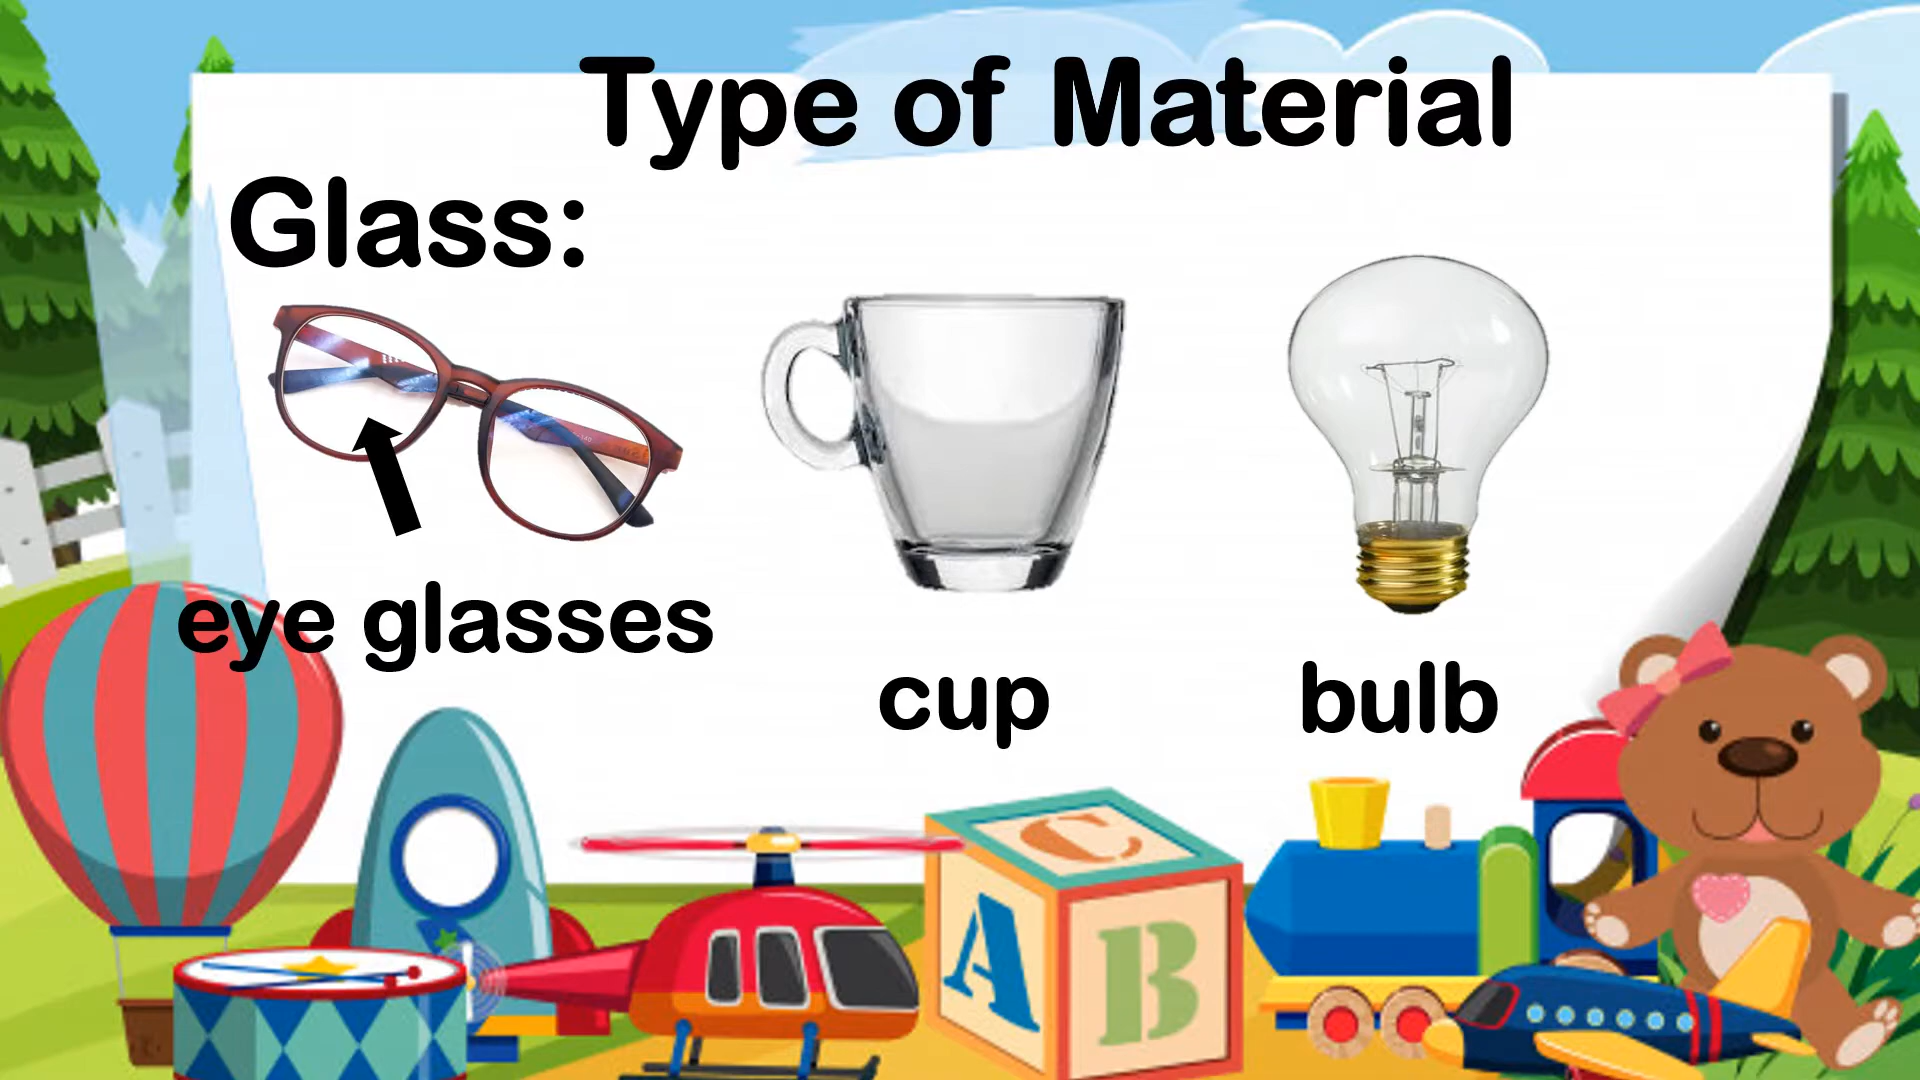 Type of Material
Glass:
eye glasses
cup
bulb
C
A
B